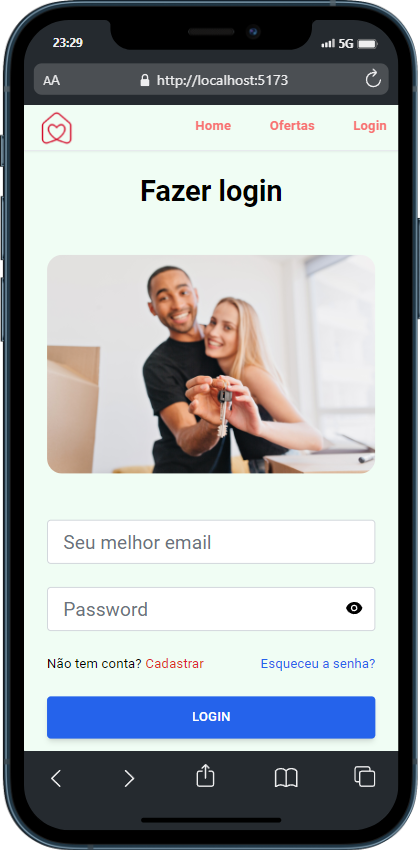 23:29
5G
AA
http://localhost:5173
Home Ofertas Login
Fazer login
Seu melhor email
Password
Não tem conta? Cadastrar Esqueceu a senha?
LOGIN